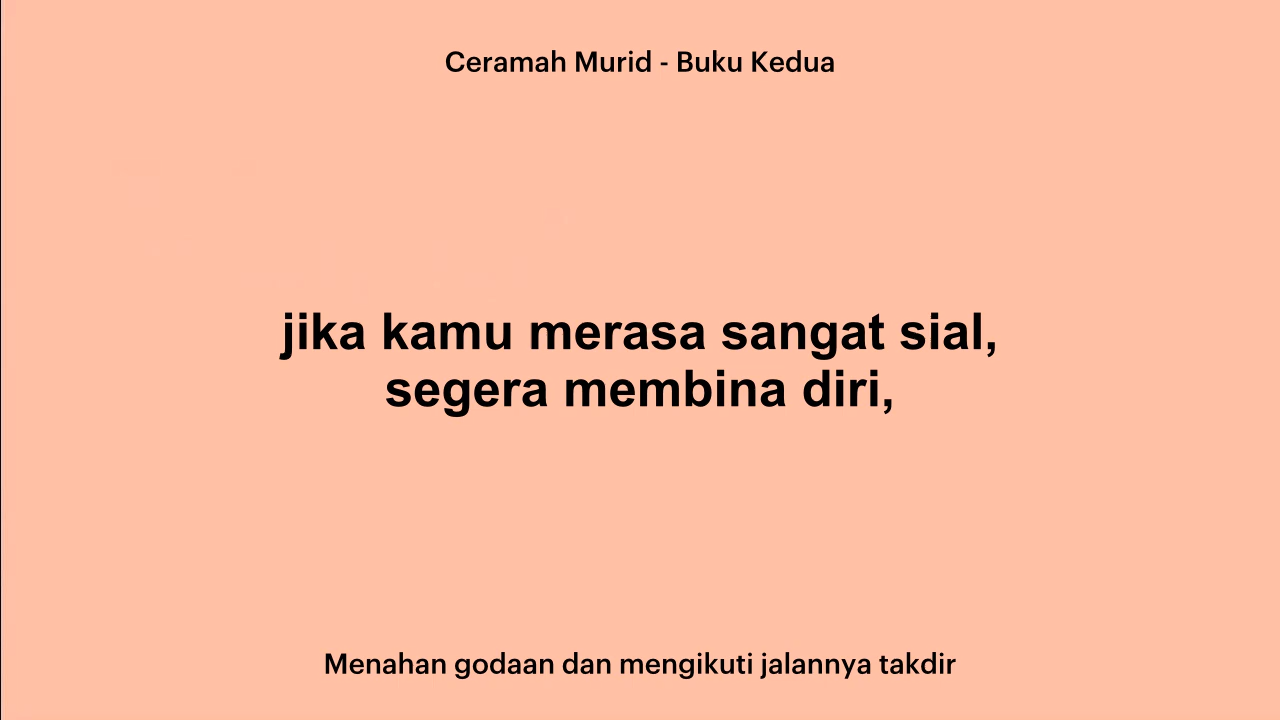 Ceramah Murid - Buku Kedua
jika kamu merasa sangat sial,
segera membina diri,
Menahan godaan dan mengikuti jalannya takdir